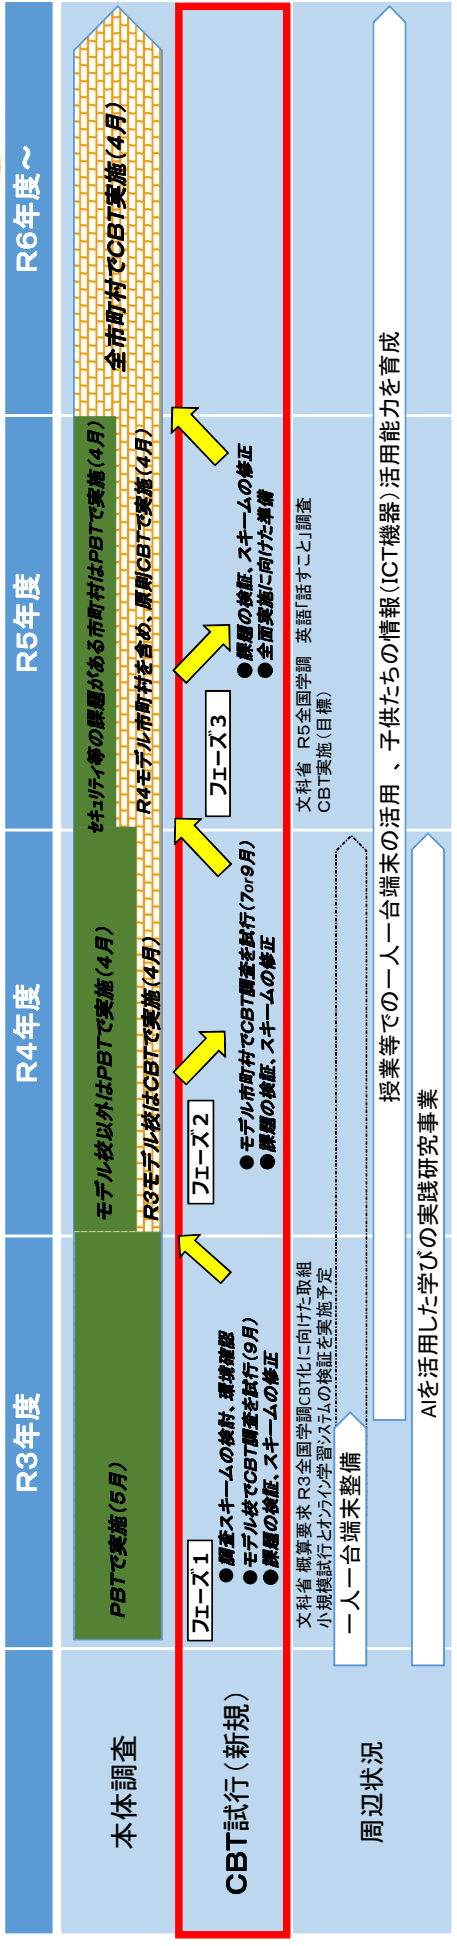 R3年度
R4年度
R5年度
R6年度～
本体調査
PBTで実施(5月)
モデル校以外はPBTで実施(4月)
R3モデル校はCBTで実施(4月)
セキュリティ等の課題がある市町村はPBTで実施(4月)
R4モデル市町村を含め、原則CBTで実施(4月)
全市町村でCBT実施(4月)
CBT試行(新規)
フェーズ1
●調査スキームの検討、環境確認
●モデル校でCBT調査を試行(9月)
●課題の検証、スキームの修正
フェーズ2
●モデル市町村でCBT調査を試行(7or9月)
●課題の検証、スキームの修正
フェーズ3
●課題の検証、スキームの修正
●全面実施に向けた準備
周辺状況
文科省 概算要求 R3全国学調CBT化に向けた取組
小規模試行とオンライン学習システムの検証を実施予定
文科省 R5全国学調 英語「話すこと」調査
CBT実施(目標)
一人一台端末整備
授業等での一人一台端末の活用 、子供たちの情報(ICT機器)活用能力を育成
AIを活用した学びの実践研究事業